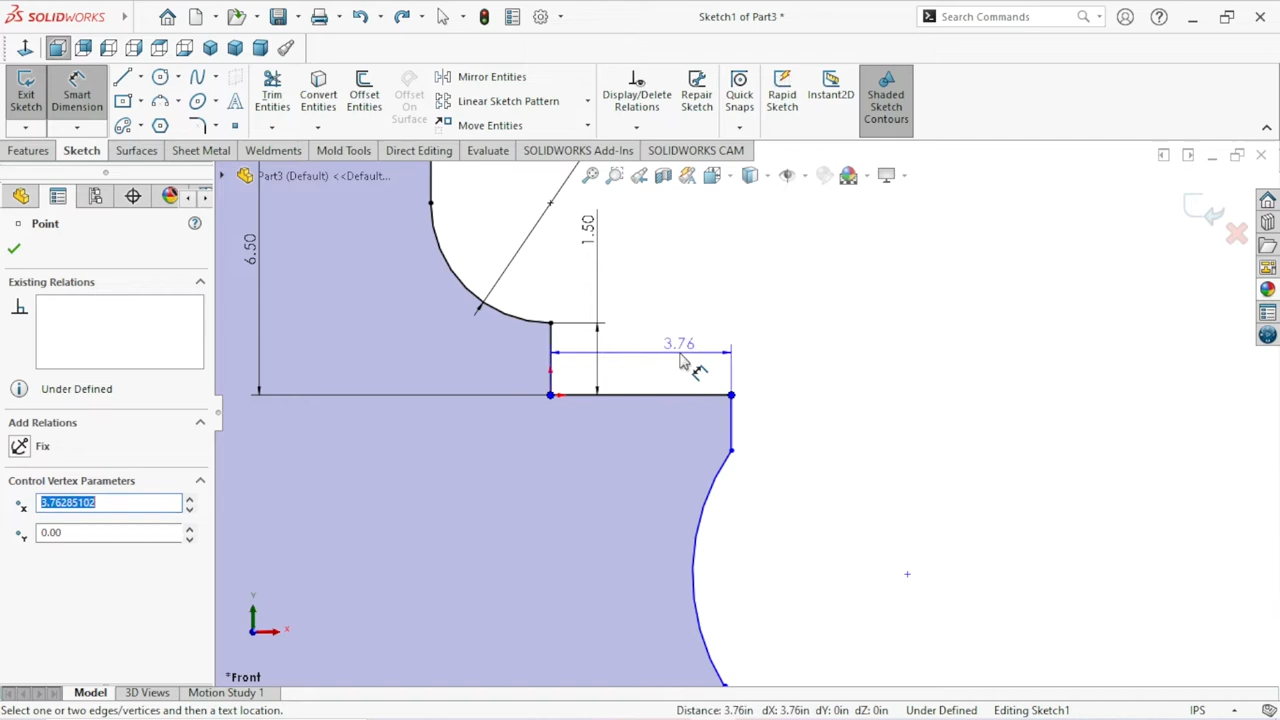 SOLIDWORKS
Sketch1 of Part3 *
Search Commands
Exit Sketch
Smart Dimension
Trim Entities
Convert Entities
Offset Entities
Offset On Surface
Mirror Entities
Linear Sketch Pattern
Move Entities
Display/Delete Relations
Repair Sketch
Quick Snaps
Rapid Sketch
Instant2D
Shaded Sketch Contours
Features
Sketch
Surfaces
Sheet Metal
Weldments
Mold Tools
Direct Editing
Evaluate
SOLIDWORKS Add-Ins
SOLIDWORKS CAM
Part3 (Default) <<Default...
Point
Existing Relations
Under Defined
Add Relations
Fix
Control Vertex Parameters
3.76285102
0.00
6.50
1.50
3.76
Y
X
*Front
Model
3D Views
Motion Study 1
Select one or two edges/vertices and then a text location.
Distance: 3.76in dX: 3.76in dY: 0in dZ: 0in
Under Defined
Editing Sketch1
IPS